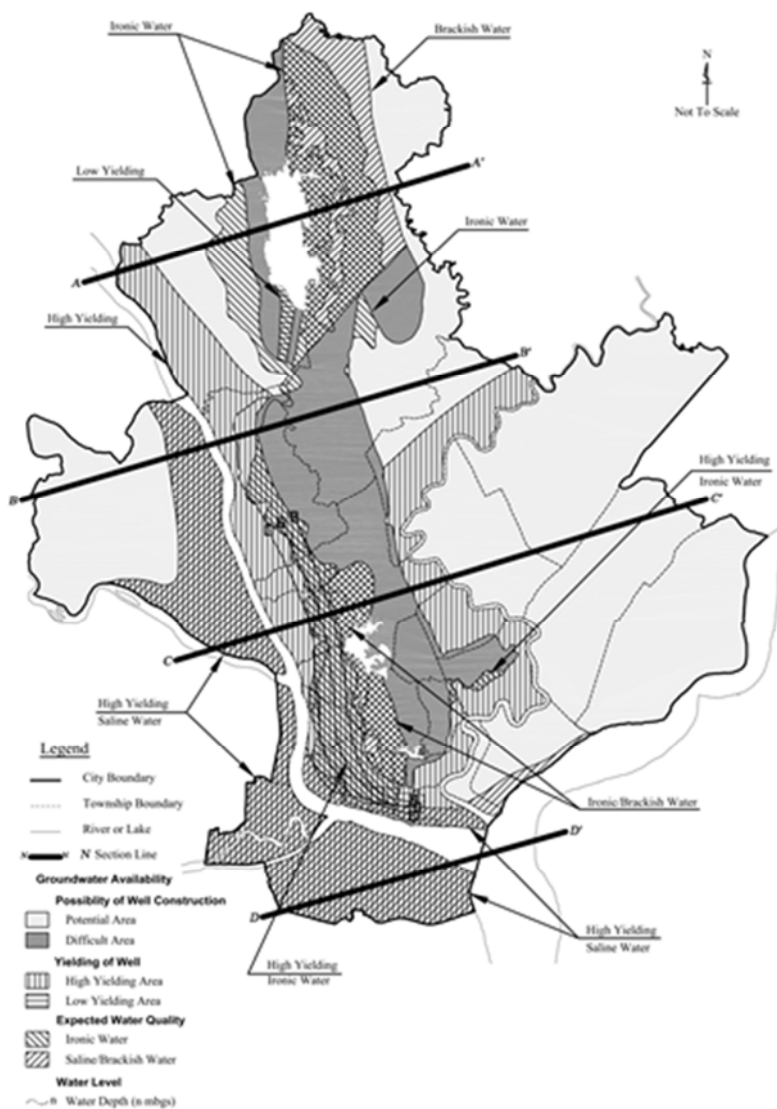 Ironic Water
Brackish Water
N
Not To Scale
Low Yielding
A'
Ironic Water
A
High Yielding
B'
High Yielding
Ironic Water
B
C'
C
High Yielding
Saline Water
Legend
City Boundary
Township Boundary
River or Lake
N N N Section Line
Ironic/Brackish Water
D'
Groundwater Availability
Possiblity of Well Construction
Potential Area
Difficult Area
D
High Yielding
Saline Water
Yielding of Well
High Yielding Area
Low Yielding Area
High Yielding
Ironic Water
Expected Water Quality
Ironic Water
Saline/Brackish Water
Water Level
Water Depth (n mbgs)